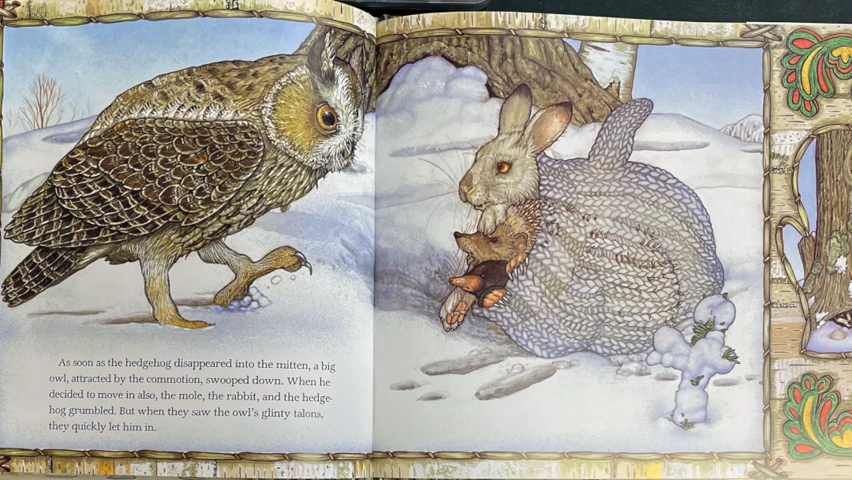 As soon as the hedgehog disappeared into the mitten, a big
owl, attracted by the commotion, swooped down. When he
decided to move in also, the mole, the rabbit, and the hedge-
hog grumbled. But when they saw the owl's glinty talons,
they quickly let him in.